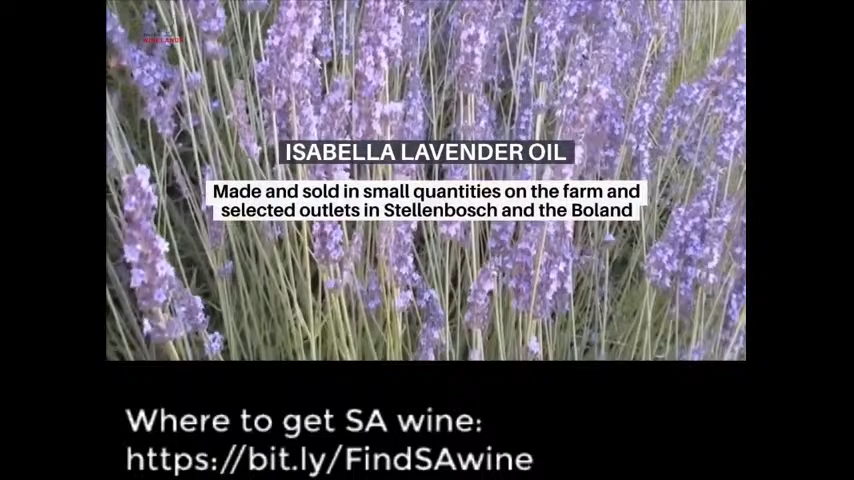 ISABELLA LAVENDER OIL
Made and sold in small quantities on the farm and
selected outlets in Stellenbosch and the Boland
Where to get SA wine:
https://bit.ly/FindSAwine